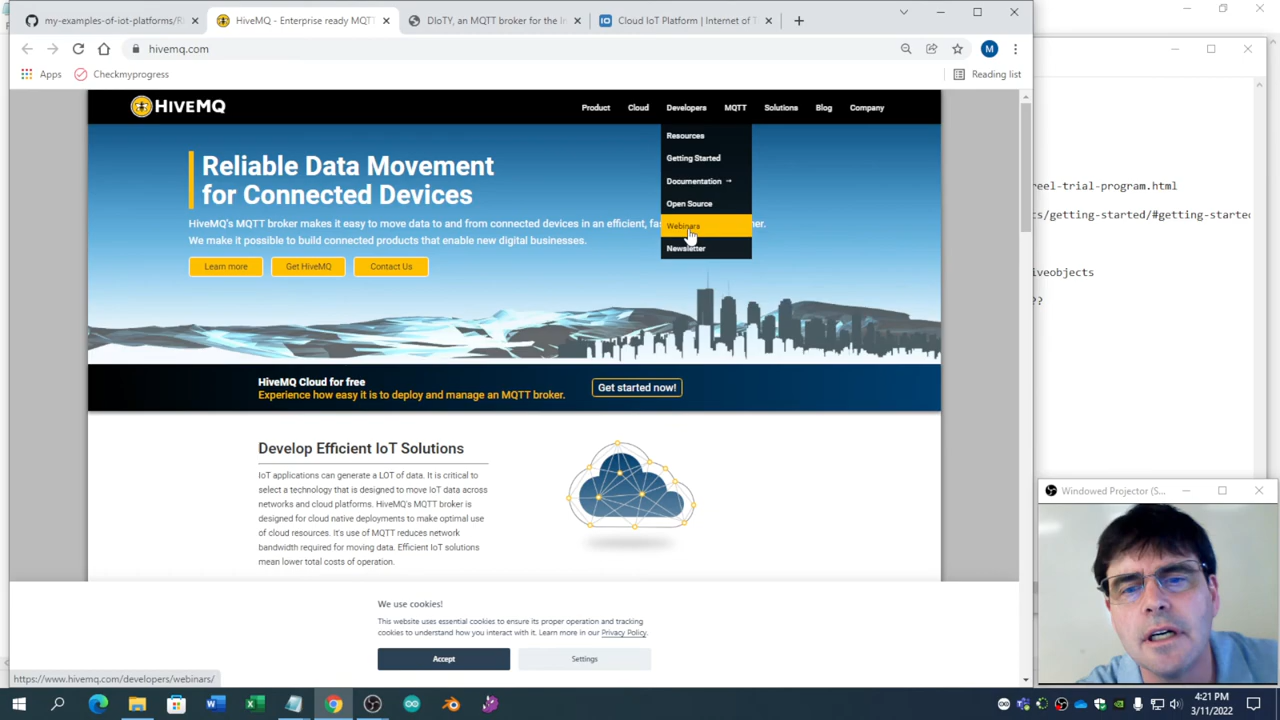 my-examples-of-iot-platforms/R
HiveMQ - Enterprise ready MQTT
DIoTY, an MQTT broker for the In
Cloud IoT Platform | Internet of T
hivemq.com
M
Apps
Checkmyprogress
Reading list
HIVEMQ
Product
Cloud
Developers
MQTT
Solutions
Blog
Company
Resources
Getting Started
Documentation →
Open Source
Webinars
Newsletter
Reliable Data Movement
for Connected Devices
HiveMQ's MQTT broker makes it easy to move data to and from connected devices in an efficient, fas
er.
We make it possible to build connected products that enable new digital businesses.
Learn more
Get HiveMQ
Contact Us
HiveMQ Cloud for free
Experience how easy it is to deploy and manage an MQTT broker.
Get started now!
Develop Efficient IoT Solutions
IoT applications can generate a LOT of data. It is critical to
select a technology that is designed to move IoT data across
networks and cloud platforms. HiveMQ's MQTT broker is
designed for cloud native deployments to make optimal use
of cloud resources. It's use of MQTT reduces network
bandwidth required for moving data. Efficient IoT solutions
mean lower total costs of operation.
We use cookies!
This website uses essential cookies to ensure its proper operation and tracking
cookies to understand how you interact with it. Learn more in our Privacy Policy.
Accept
Settings
https://www.hivemq.com/developers/webinars/
reel-trial-program.html
ts/getting-started/#getting-starte
iveobjects
??
Windowed Projector (S...
4:21 PM
3/11/2022